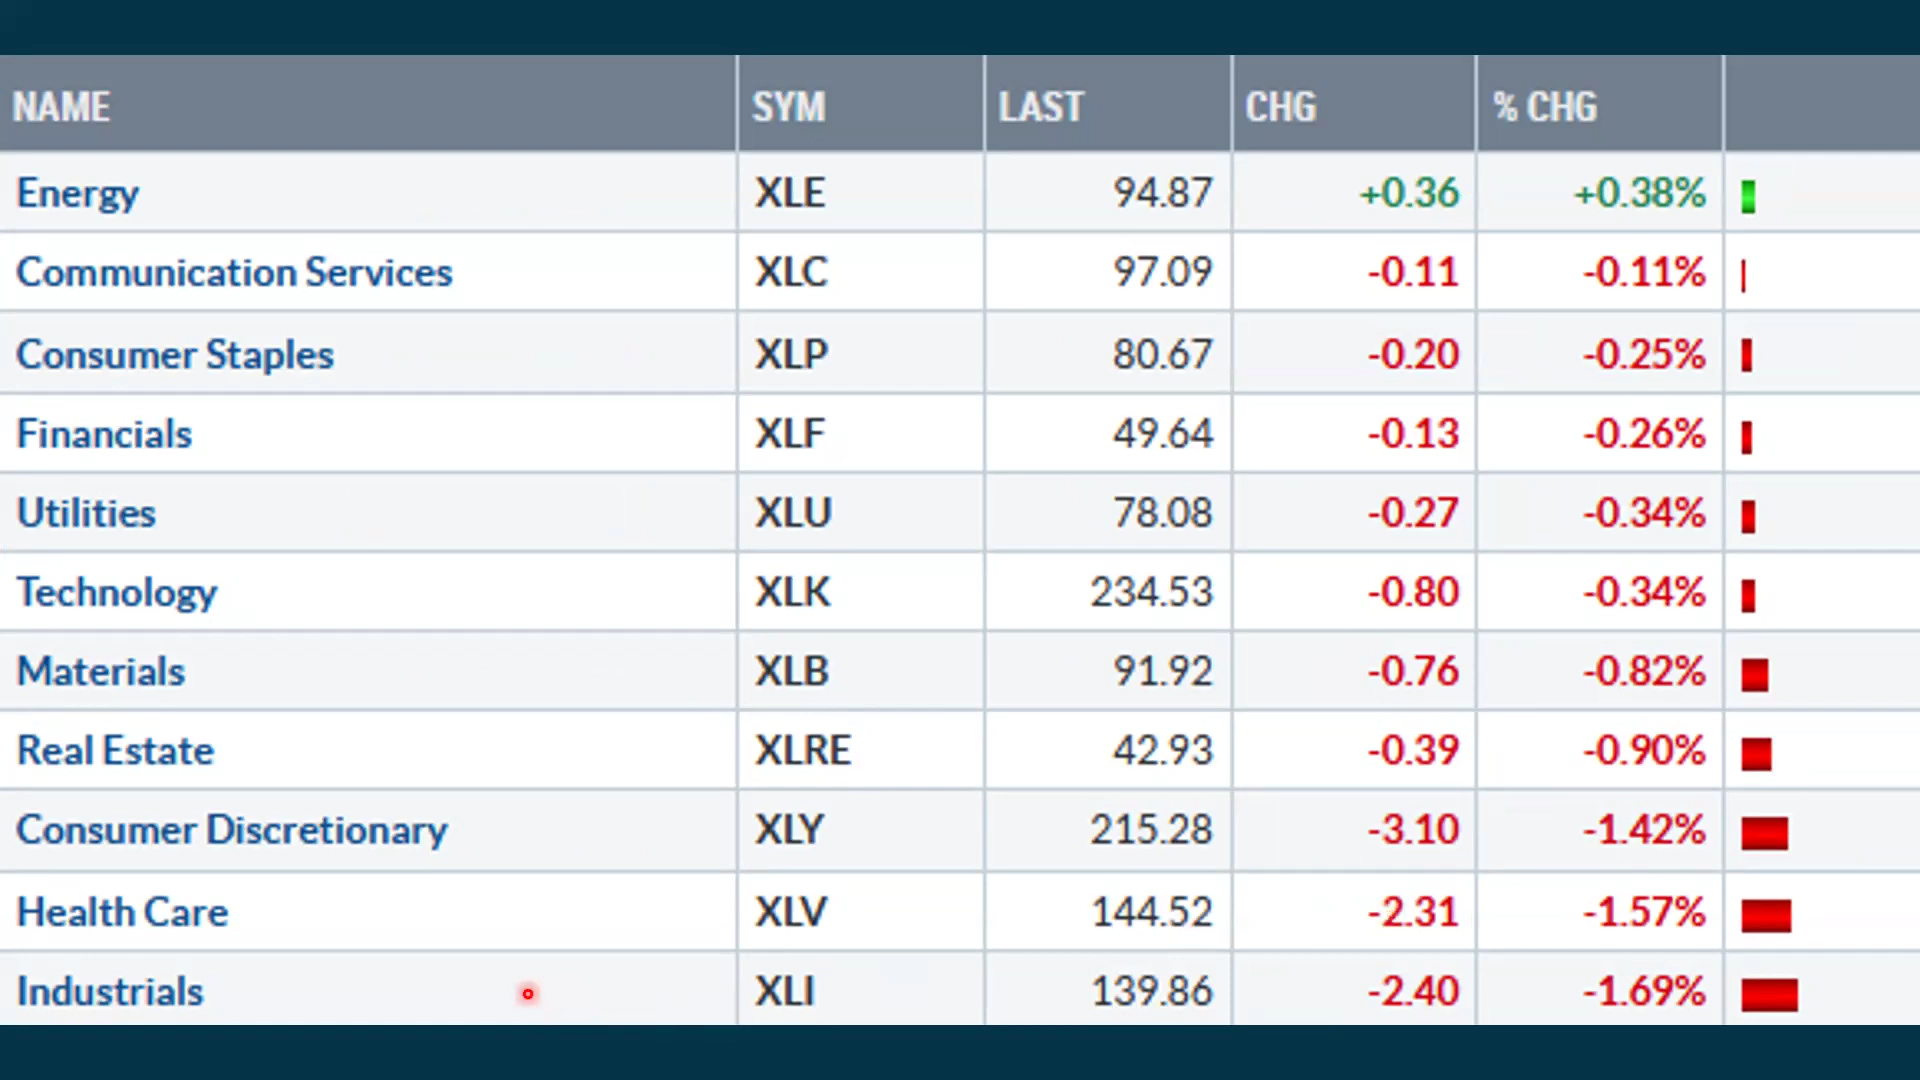 NAME SYM LAST CHG % CHG
Energy XLE 94.87 +0.36 +0.38%
Communication Services XLC 97.09 -0.11 -0.11%
Consumer Staples XLP 80.67 -0.20 -0.25%
Financials XLF 49.64 -0.13 -0.26%
Utilities XLU 78.08 -0.27 -0.34%
Technology XLK 234.53 -0.80 -0.34%
Materials XLB 91.92 -0.76 -0.82%
Real Estate XLRE 42.93 -0.39 -0.90%
Consumer Discretionary XLY 215.28 -3.10 -1.42%
Health Care XLV 144.52 -2.31 -1.57%
Industrials XLI 139.86 -2.40 -1.69%